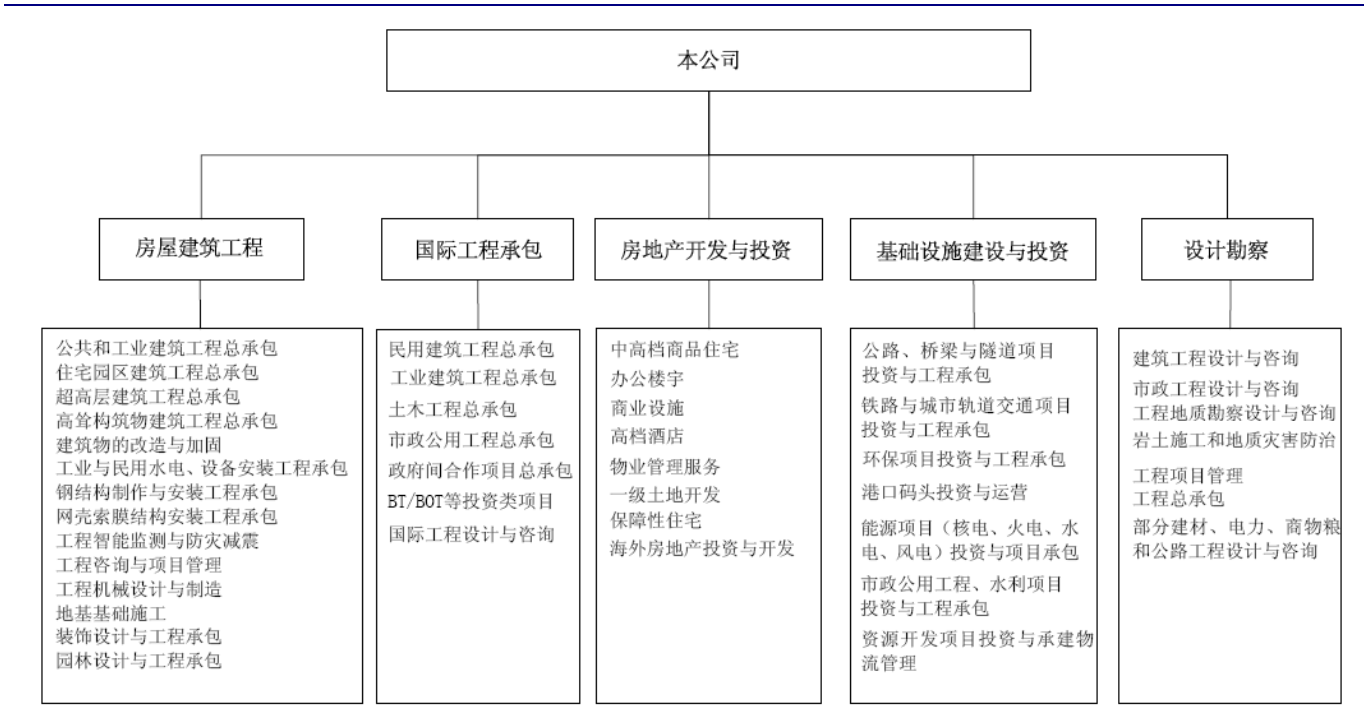 本公司
房屋建筑工程
国际工程承包
房地产开发与投资
基础设施建设与投资
设计勘察
公共和工业建筑工程总承包
住宅园区建筑工程总承包
超高层建筑工程总承包
高耸构筑物建筑工程总承包
建筑物的改造与加固
工业与民用水电、设备安装工程承包
钢结构制作与安装工程承包
网壳索膜结构安装工程承包
工程智能监测与防灾减震
工程咨询与项目管理
工程机械设计与制造
地基基础施工
装饰设计与工程承包
园林设计与工程承包
民用建筑工程总承包
工业建筑工程总承包
土木工程总承包
市政公用工程总承包
政府间合作项目总承包
BT/BOT等投资类项目
国际工程设计与咨询
中高档商品住宅
办公楼宇
商业设施
高档酒店
物业管理服务
一级土地开发
保障性住宅
海外房地产投资与开发
公路、桥梁与隧道项目
投资与工程承包
铁路与城市轨道交通项目
投资与工程承包
环保项目投资与工程承包
港口码头投资与运营
能源项目（核电、火电、水
电、风电）投资与项目承包
市政公用工程、水利项目
投资与工程承包
资源开发项目投资与承建物
流管理
建筑工程设计与咨询
市政工程设计与咨询
工程地质勘察设计与咨询
岩土施工和地质灾害防治
工程项目管理
工程总承包
部分建材、电力、商物粮
和公路工程设计与咨询